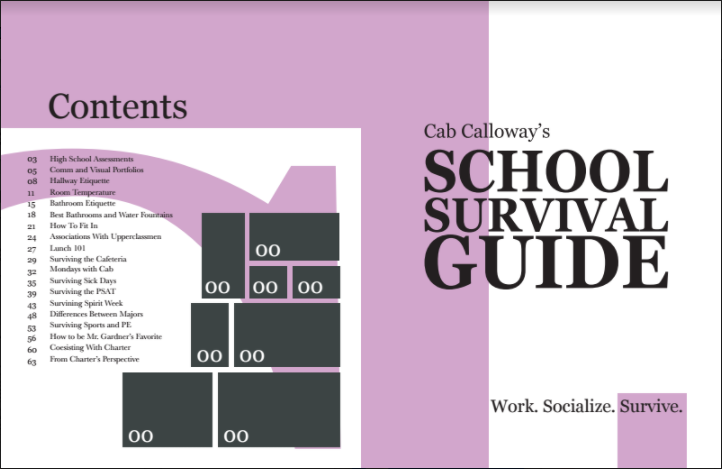 Contents
03 High School Assessments
05 Comm and Visual Portfolios
08 Hallway Etiquette
11 Room Temperature
15 Bathroom Etiquette
18 Best Bathrooms and Water Fountains
21 How To Fit In
24 Associations With Upperclassmen
27 Lunch 101
29 Surviving the Cafeteria
32 Mondays with Cab
35 Surviving Sick Days
39 Surviving the PSAT
43 Survining Spirit Week
48 Differences Between Majors
53 Surviving Sports and PE
56 How to be Mr. Gardner's Favorite
60 Coesisting With Charter
63 From Charter's Perspective
00
00 00 00
00 00
00 00
Cab Calloway's
SCHOOL
SURVIVAL
GUIDE
Work. Socialize. Survive.